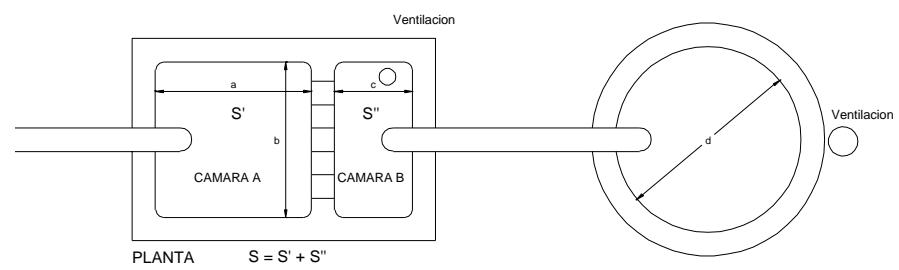 Ventilacion
a
c
S'
S"
b
Ventilacion
d
CAMARA A
CAMARA B
PLANTA
S = S' + S"